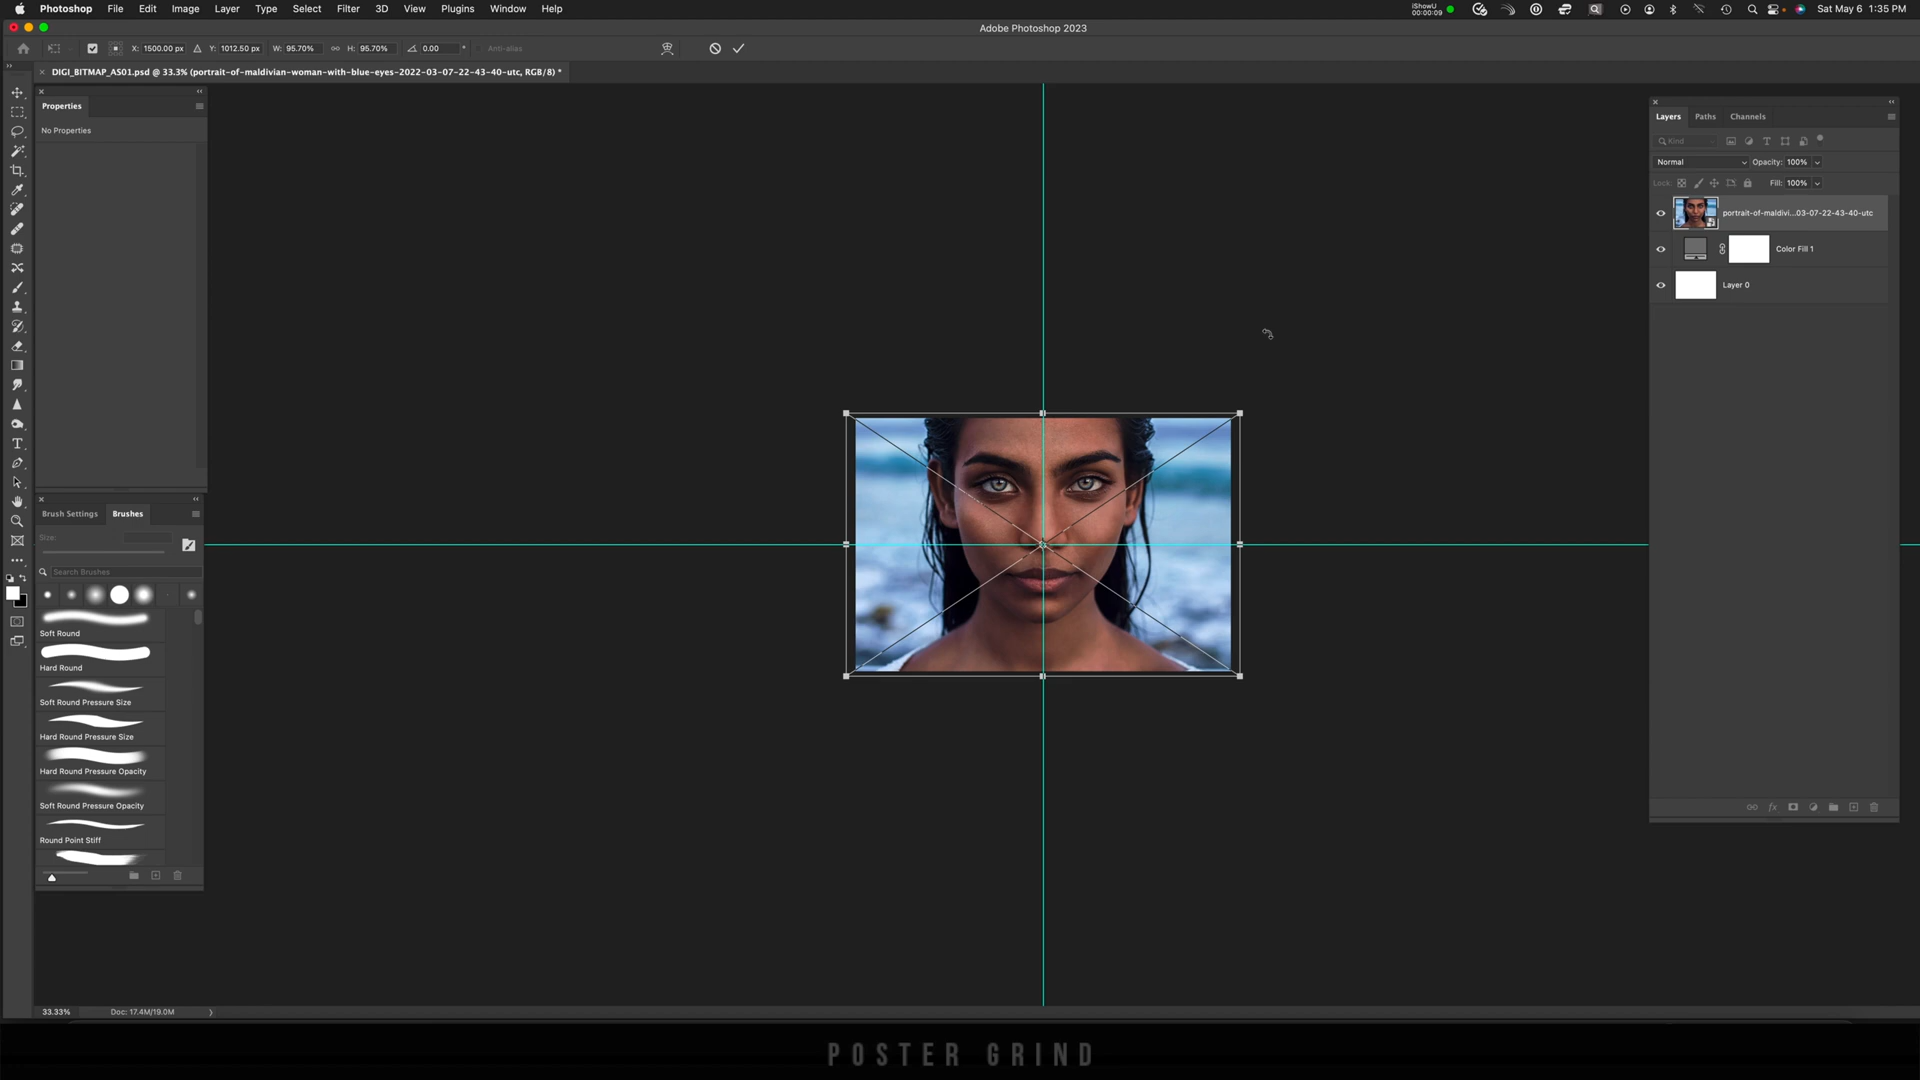 Photoshop File Edit Image Layer Type Select Filter 3D View Plugins Window Help
iShowU
00:00:09
Sat May 6 1:35 PM
Adobe Photoshop 2023
X: 1500.00 px Y: 1012.50 px W: 95.70% H: 95.70% 0.00 ° Anti-alias
DIGI_BITMAP_AS01.psd @ 33.3% (portrait-of-maldivian-woman-with-blue-eyes-2022-03-07-22-43-40-utc, RGB/8) *
Properties
No Properties
Brush Settings Brushes
Size:
Search Brushes
Soft Round
Hard Round
Soft Round Pressure Size
Hard Round Pressure Size
Hard Round Pressure Opacity
Soft Round Pressure Opacity
Round Point Stiff
Layers Paths Channels
Kind
Normal Opacity: 100%
Lock: Fill: 100%
portrait-of-maldivi...03-07-22-43-40-utc
Color Fill 1
Layer 0
33.33% Doc: 17.4M/19.0M
POSTER GRIND